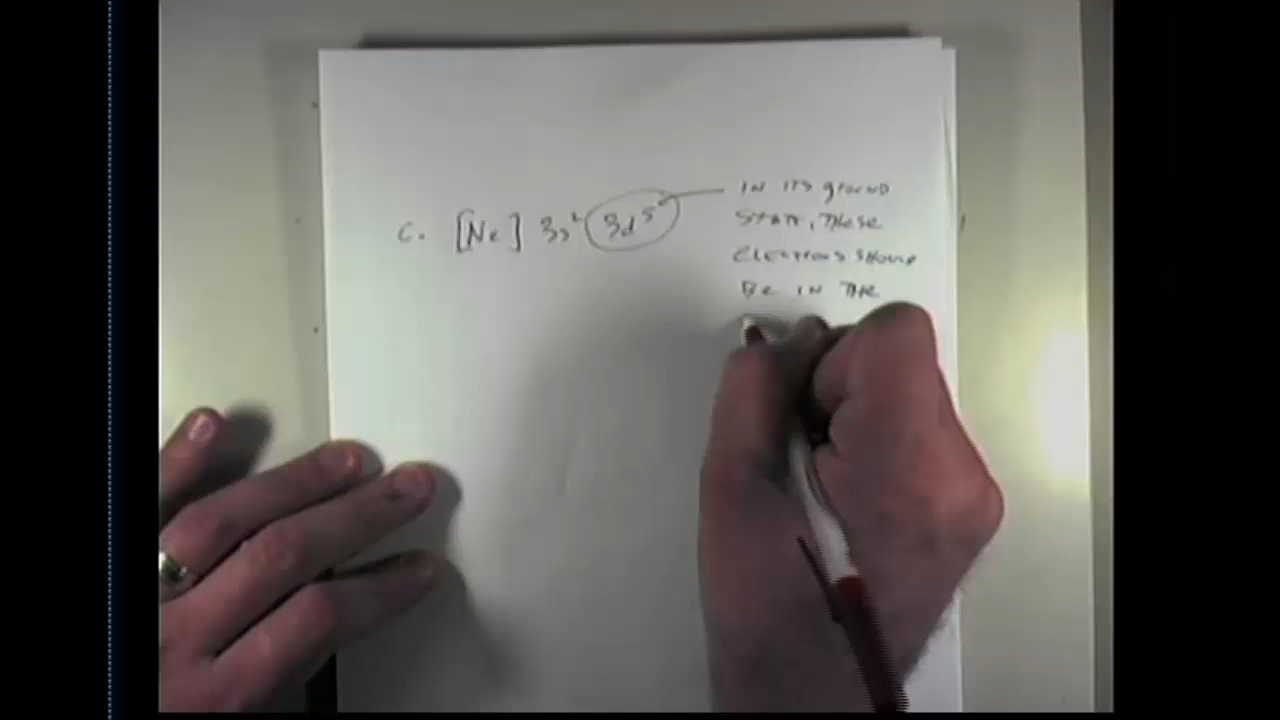 C. [Ne] 3s² 3d⁵
IN ITS grOUND
STATE, THESE
ELECTRONS SHOULD
BE IN THE